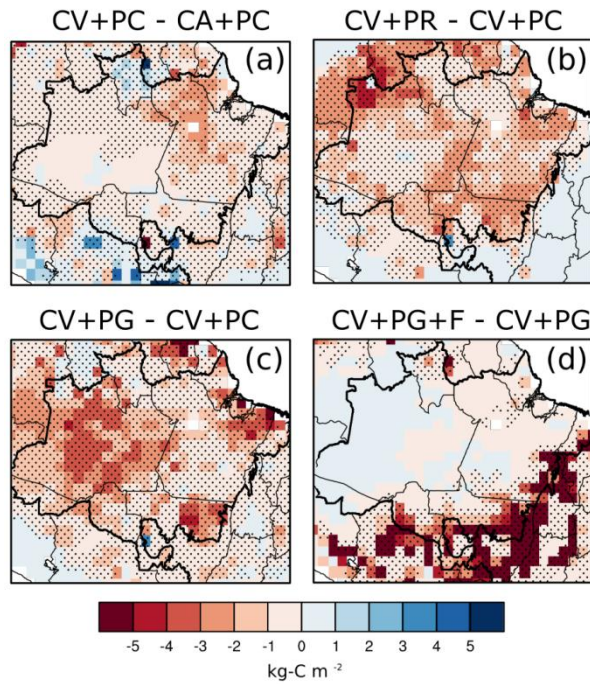 CV+PC - CA+PC
CV+PR - CV+PC
(a)
(b)
CV+PG - CV+PC
CV+PG+F - CV+PG
(c)
(d)
-5 -4 -3 -2 -1 0 1 2 3 4 5
kg-C m -2